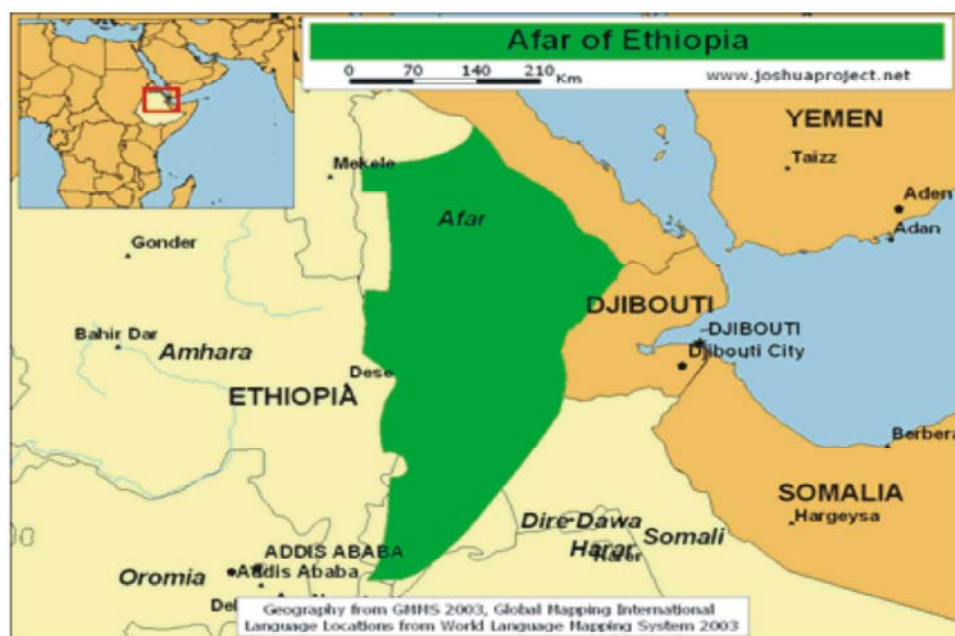 Afar of Ethiopia
0 70 140 210 Km
www.joshuaproject.net
YEMEN
Taizz
Mekele
Aden
Afar
Adan
Gonder
DJIBOUTI
DJIBOUTI
Djibouti City
Bahir Dar
Amhara
Dese
ETHIOPIA
Berbera
SOMALIA
Hargeysa
Dire-Dawa
Somali
Harar
Harer
ADDIS ABABA
Addis Ababa
Oromia
Geography from GMMS 2003, Global Mapping International
Language Locations from World Language Mapping System 2003